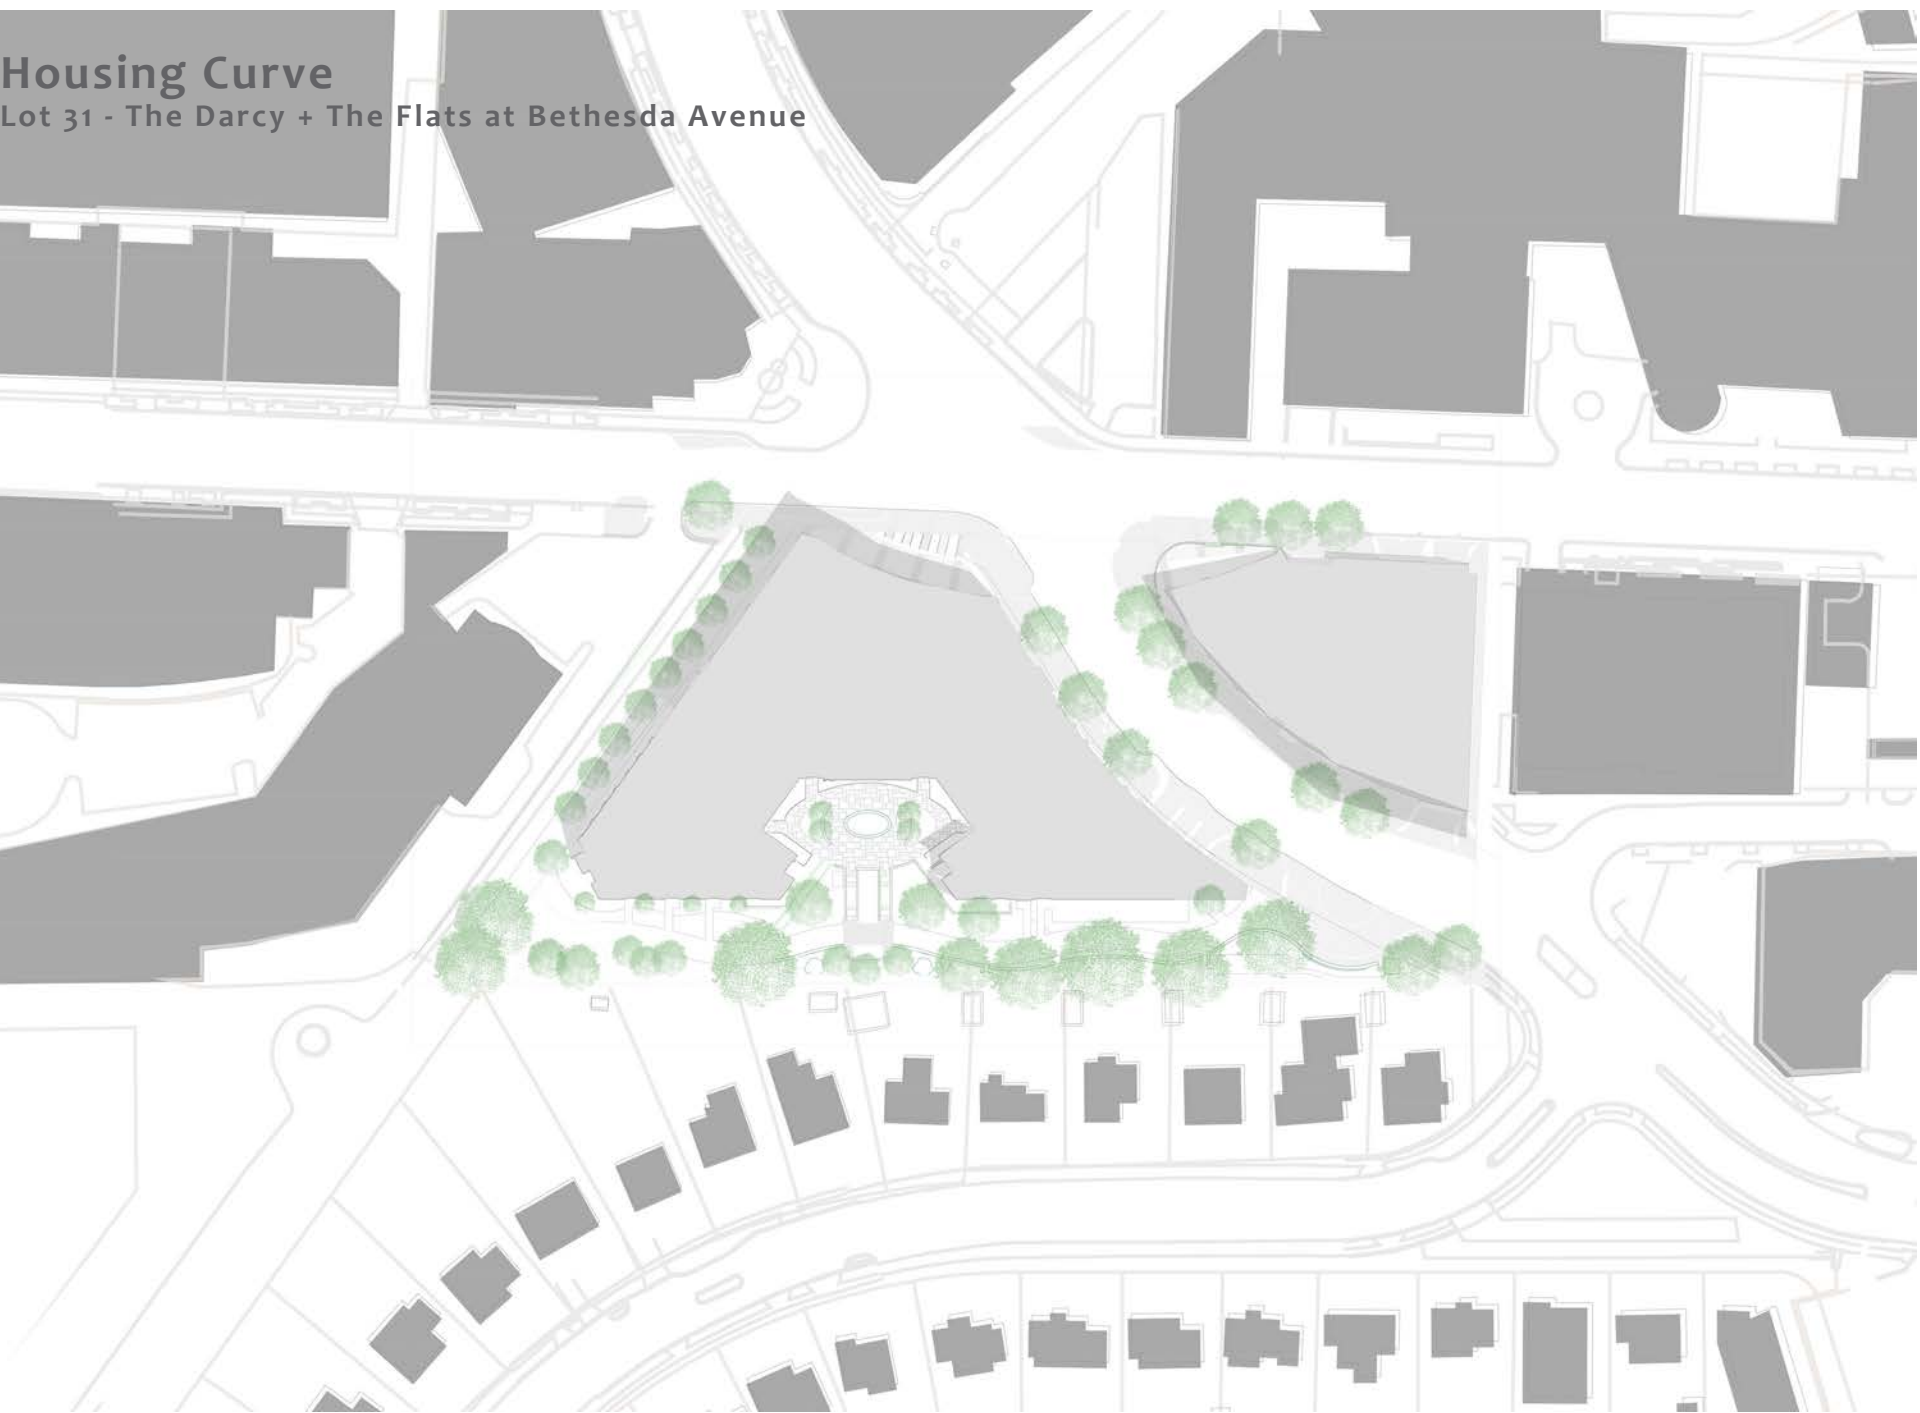 Housing Curve
Lot 31 - The Darcy + The Flats at Bethesda Avenue